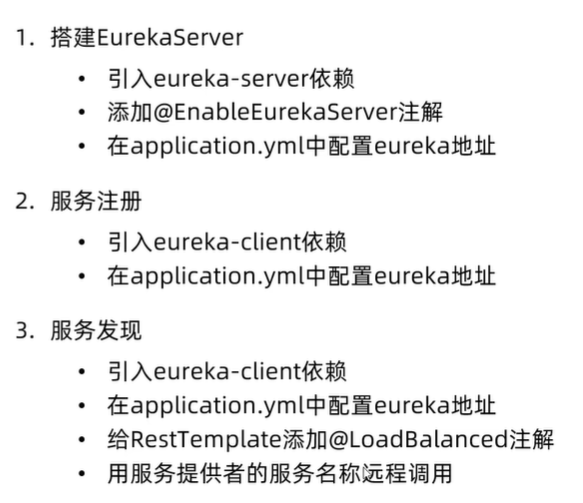 1. 搭建EurekaServer
• 引入eureka-server依赖
• 添加@EnableEurekaServer注解
• 在application.yml中配置eureka地址
2. 服务注册
• 引入eureka-client依赖
• 在application.yml中配置eureka地址
3. 服务发现
• 引入eureka-client依赖
• 在application.yml中配置eureka地址
• 给RestTemplate添加@LoadBalanced注解
• 用服务提供者的服务名称远程调用